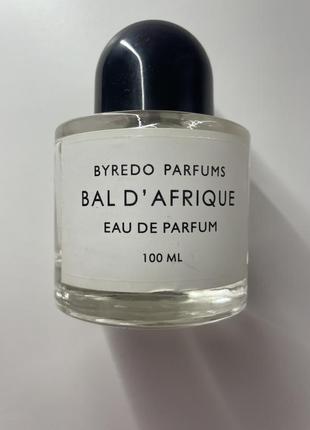 BYREDO PARFUMS
BAL D'AFRIQUE
EAU DE PARFUM
100 ML